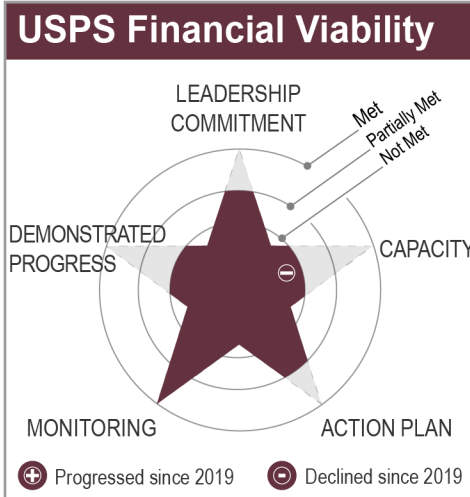 USPS Financial Viability
LEADERSHIP
COMMITMENT
Met
Partially Met
Not Met
DEMONSTRATED
PROGRESS
CAPACITY
MONITORING
ACTION PLAN
Progressed since 2019
Declined since 2019